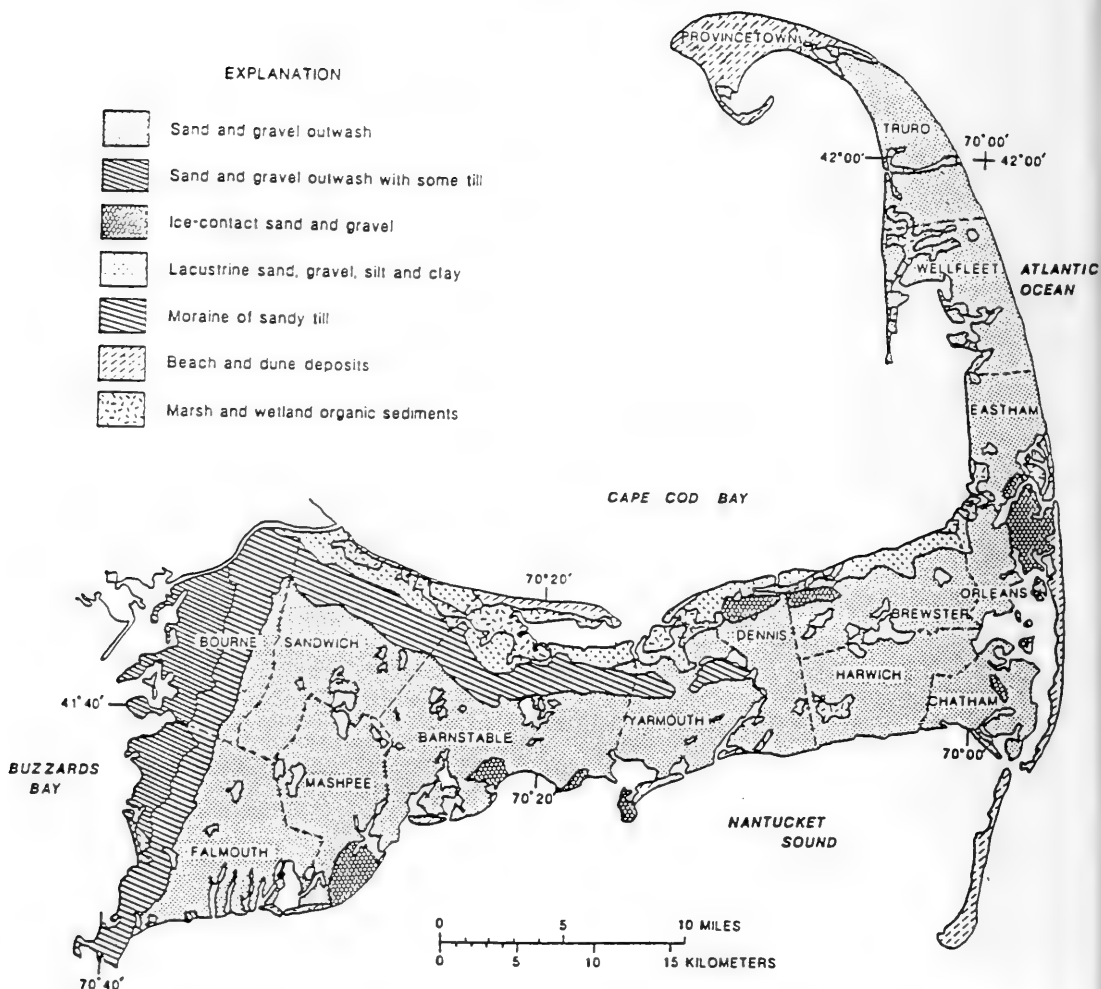 EXPLANATION
Sand and gravel outwash
Sand and gravel outwash with some till
Ice-contact sand and gravel
Lacustrine sand, gravel, silt and clay
Moraine of sandy till
Beach and dune deposits
Marsh and wetland organic sediments
PROVINCETOWN
TRURO
70°00'
42°00'
42°00'
WELLFLEET
ATLANTIC
OCEAN
EASTHAM
CAPE COD BAY
70°20'
ORLEANS
BREWSTER
DENNIS
BOURNE
SANDWICH
HARWICH
41°40'
CHATHAM
YARMOUTH
BARNSTABLE
70°00'
BUZZARDS
BAY
MASHPEE
70°20'
NANTUCKET
SOUND
FALMOUTH
0 5 10 MILES
0 5 10 15 KILOMETERS
70°40'